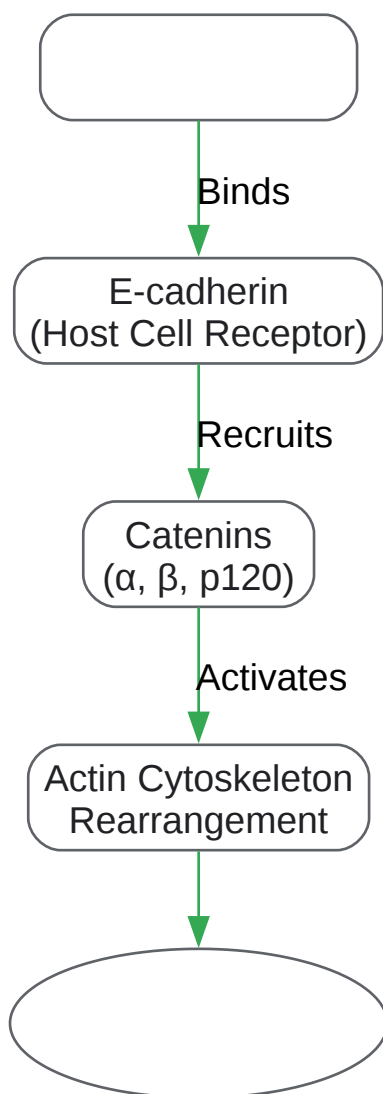 Binds
E-cadherin
(Host Cell Receptor)
Recruits
Catenins
(α, β, p120)
Activates
Actin Cytoskeleton
Rearrangement